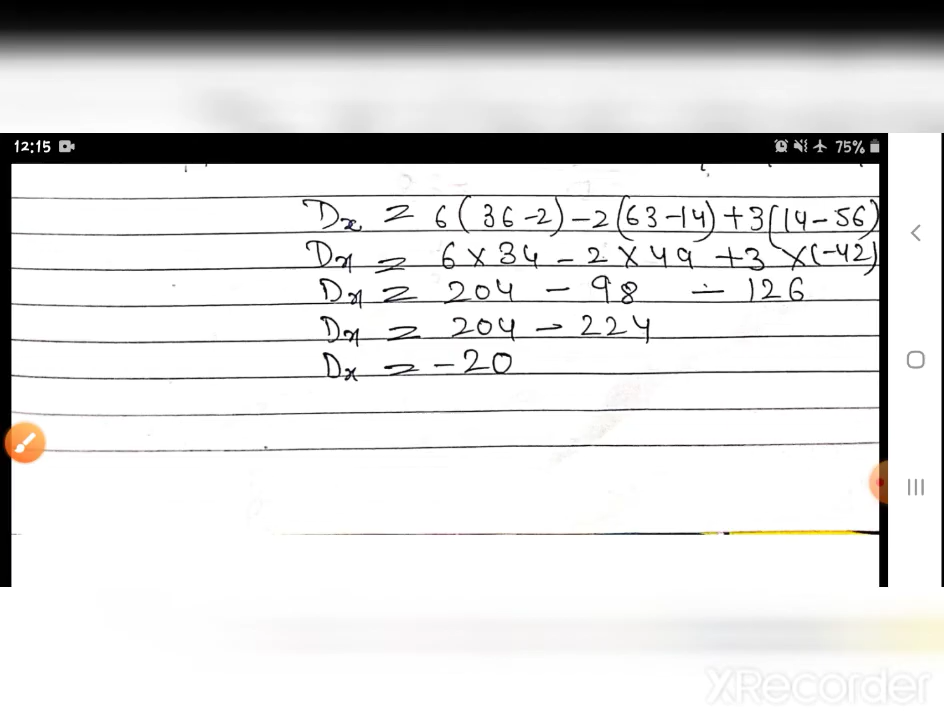 12:15
75%
Dx = 6(36-2)-2(63-14)+3(14-56)
Dx = 6×34-2×49+3×(-42)
Dx = 204-98-126
Dx = 204-224
Dx = -20
XRecorder